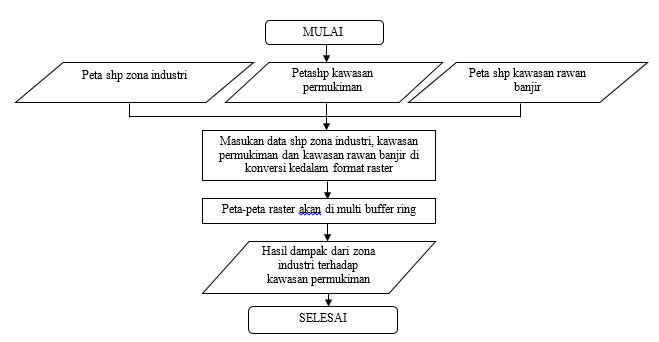 MULAI
Peta shp zona industri
Petashp kawasan
permukiman
Peta shp kawasan rawan
banjir
Masukan data shp zona industri, kawasan
permukiman dan kawasan rawan banjir di
konversi kedalam format raster
Peta-peta raster akan di multi buffer ring
Hasil dampak dari zona
industri terhadap
kawasan permukiman
SELESAI